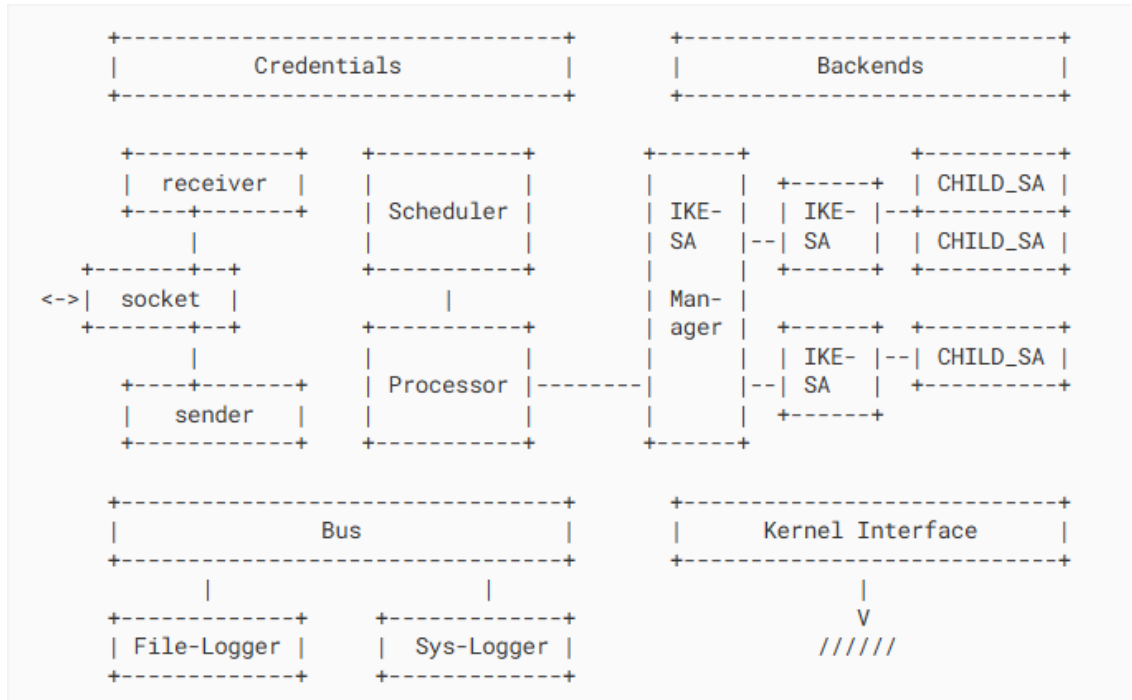 +---------------------------------+       +----------------------------+
|          Credentials            |       |          Backends          |
+---------------------------------+       +----------------------------+

 +------------+    +-----------+        +------+            +----------+
 |  receiver  |    |           |        |      |  +------+  | CHILD_SA |
 +----+-------+    | Scheduler |        | IKE- |  | IKE- |--+----------+
      |            |           |        | SA   |--| SA   |  | CHILD_SA |
+-------+--+       +-----------+        |      |  +------+  +----------+
<->|  socket  |          |              | Man- |
+-------+--+       +-----------+        | ager |  +------+  +----------+
      |            |           |        |      |  | IKE- |--| CHILD_SA |
 +----+-------+    | Processor |--------|      |--| SA   |  +----------+
 |   sender   |    |           |        |      |  +------+
 +------------+    +-----------+        +------+

+---------------------------------+       +----------------------------+
|               Bus               |       |      Kernel Interface      |
+---------------------------------+       +----------------------------+
       |                    |                           |
+-------------+     +-------------+                     V
| File-Logger |     |  Sys-Logger |                  //////
+-------------+     +-------------+